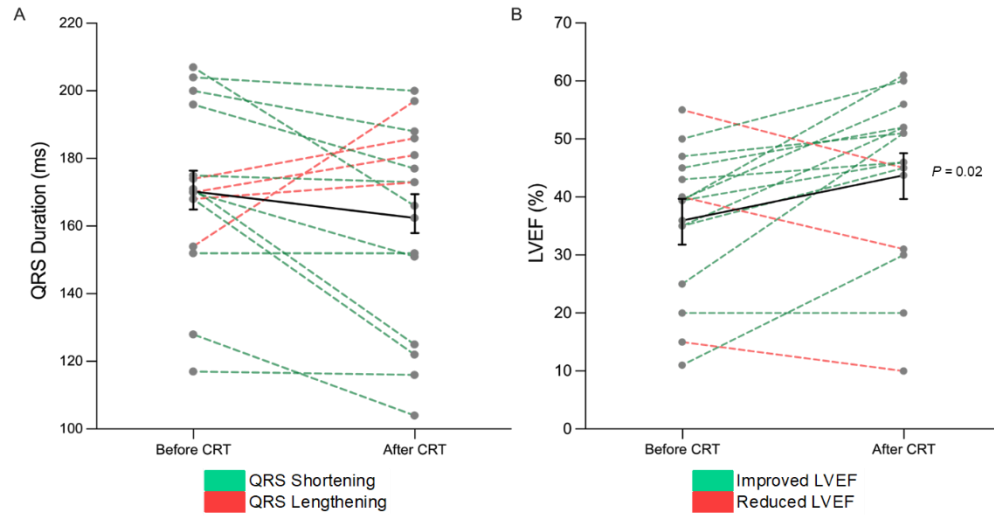 A
QRS Duration (ms)
220
200
180
160
140
120
100
Before CRT
After CRT
QRS Shortening
QRS Lengthening
B
LVEF (%)
70
60
50
40
30
20
10
0
P = 0.02
Before CRT
After CRT
Improved LVEF
Reduced LVEF